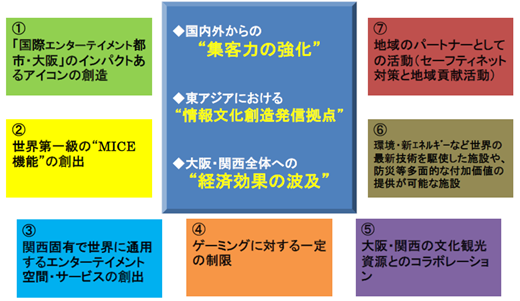 ①
「国際エンターテイメント都
市・大阪」のインパクトあ
るアイコンの創造
②
世界第一級の“MICE
機能”の創出
③
関西固有で世界に通用
するエンターテイメント
空間・サービスの創出
◆国内外からの
“集客力の強化”
◆東アジアにおける
“情報文化創造発信拠点”
◆大阪・関西全体への
“経済効果の波及”
④
ゲーミングに対する一定
の制限
⑤
大阪・関西の文化観光
資源とのコラボレーショ
ン
⑥
環境・新エネルギーなど世界の
最新技術を駆使した施設や、
防災等多面的な付加価値の
提供が可能な施設
⑦
地域のパートナーとして
の活動（セーフティネット
対策と地域貢献活動）